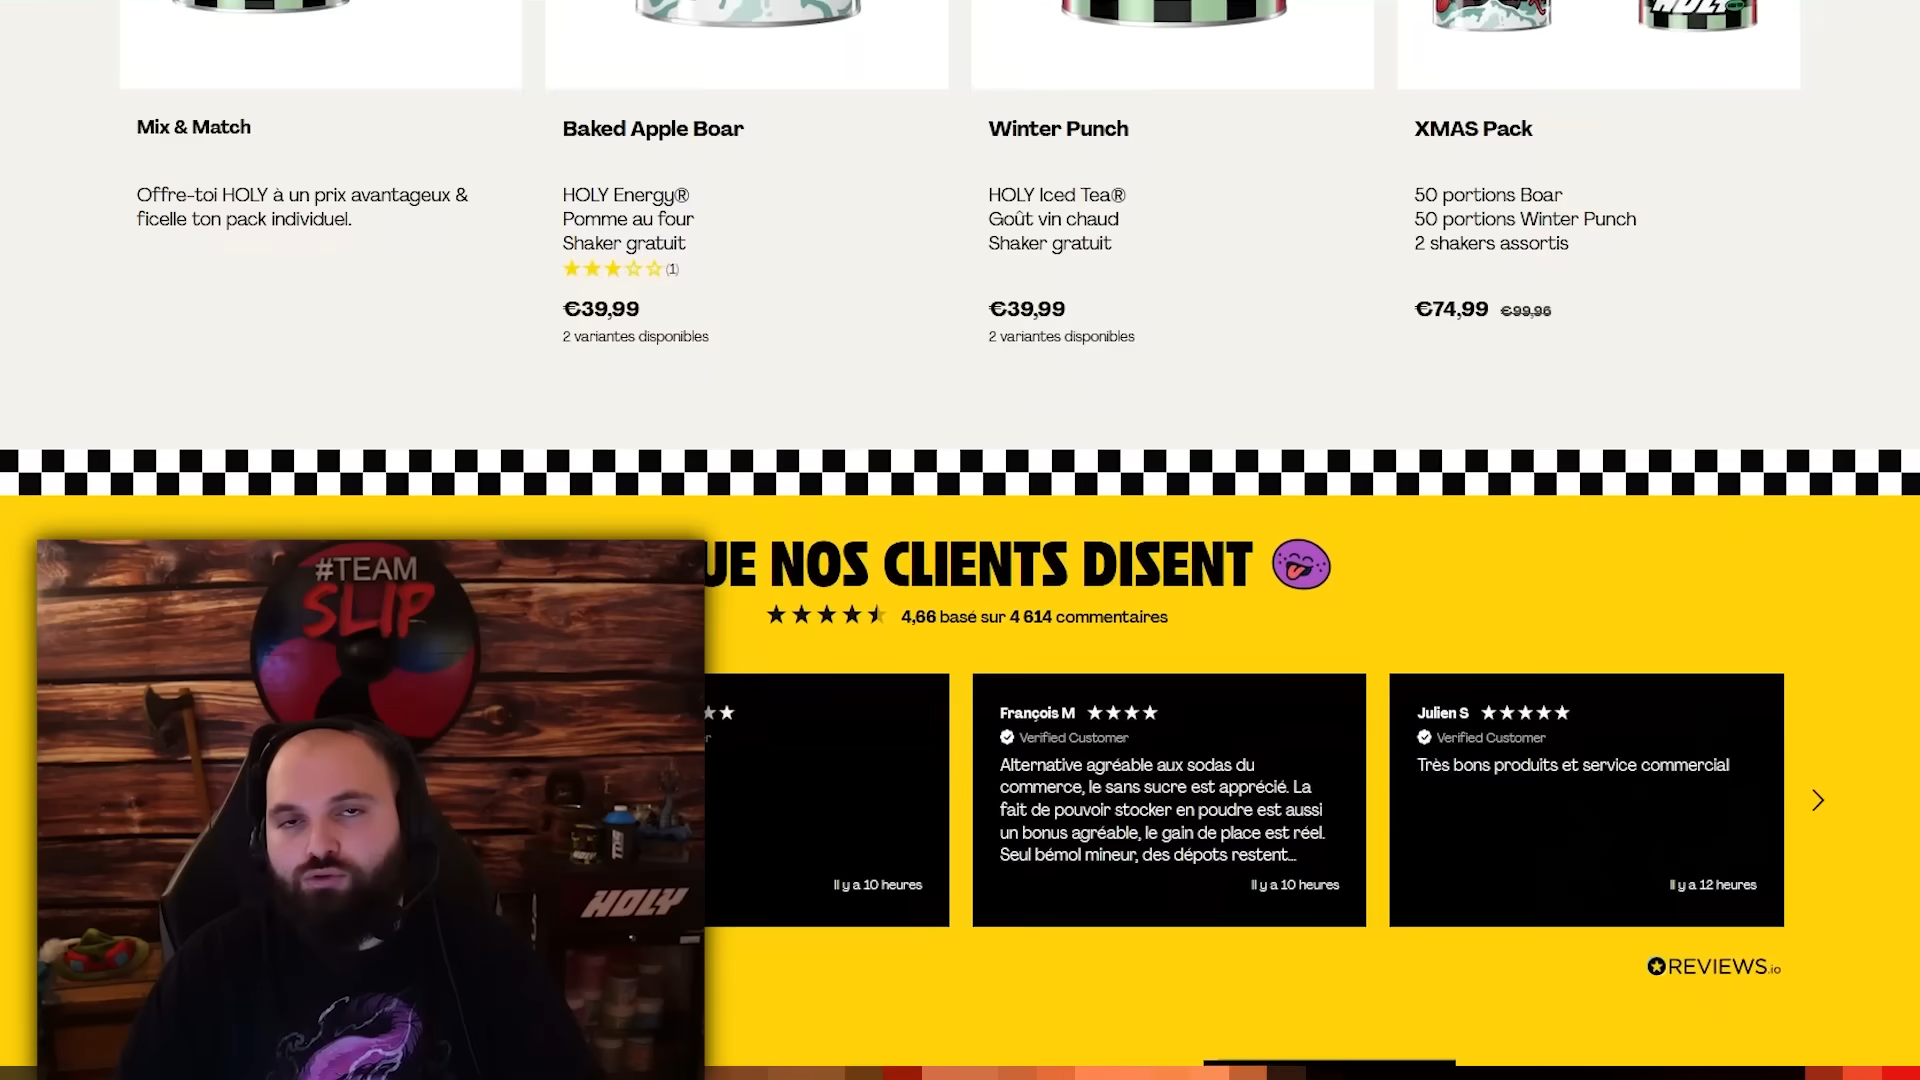 HOLY
Mix & Match
Offre-toi HOLY à un prix avantageux &
ficelle ton pack individuel.
Baked Apple Boar
HOLY Energy®
Pomme au four
Shaker gratuit
(1)
€39,99
2 variantes disponibles
Winter Punch
HOLY Iced Tea®
Goût vin chaud
Shaker gratuit
€39,99
2 variantes disponibles
XMAS Pack
50 portions Boar
50 portions Winter Punch
2 shakers assortis
€74,99 €99,96
UE NOS CLIENTS DISENT
4,66 basé sur 4 614 commentaires
r
Il y a 10 heures
François M
Verified Customer
Alternative agréable aux sodas du
commerce, le sans sucre est apprécié. La
fait de pouvoir stocker en poudre est aussi
un bonus agréable, le gain de place est réel.
Seul bémol mineur, des dépots restent...
Il y a 10 heures
Julien S
Verified Customer
Très bons produits et service commercial
Il y a 12 heures
REVIEWS.io
#TEAM
SLIP
HOLY